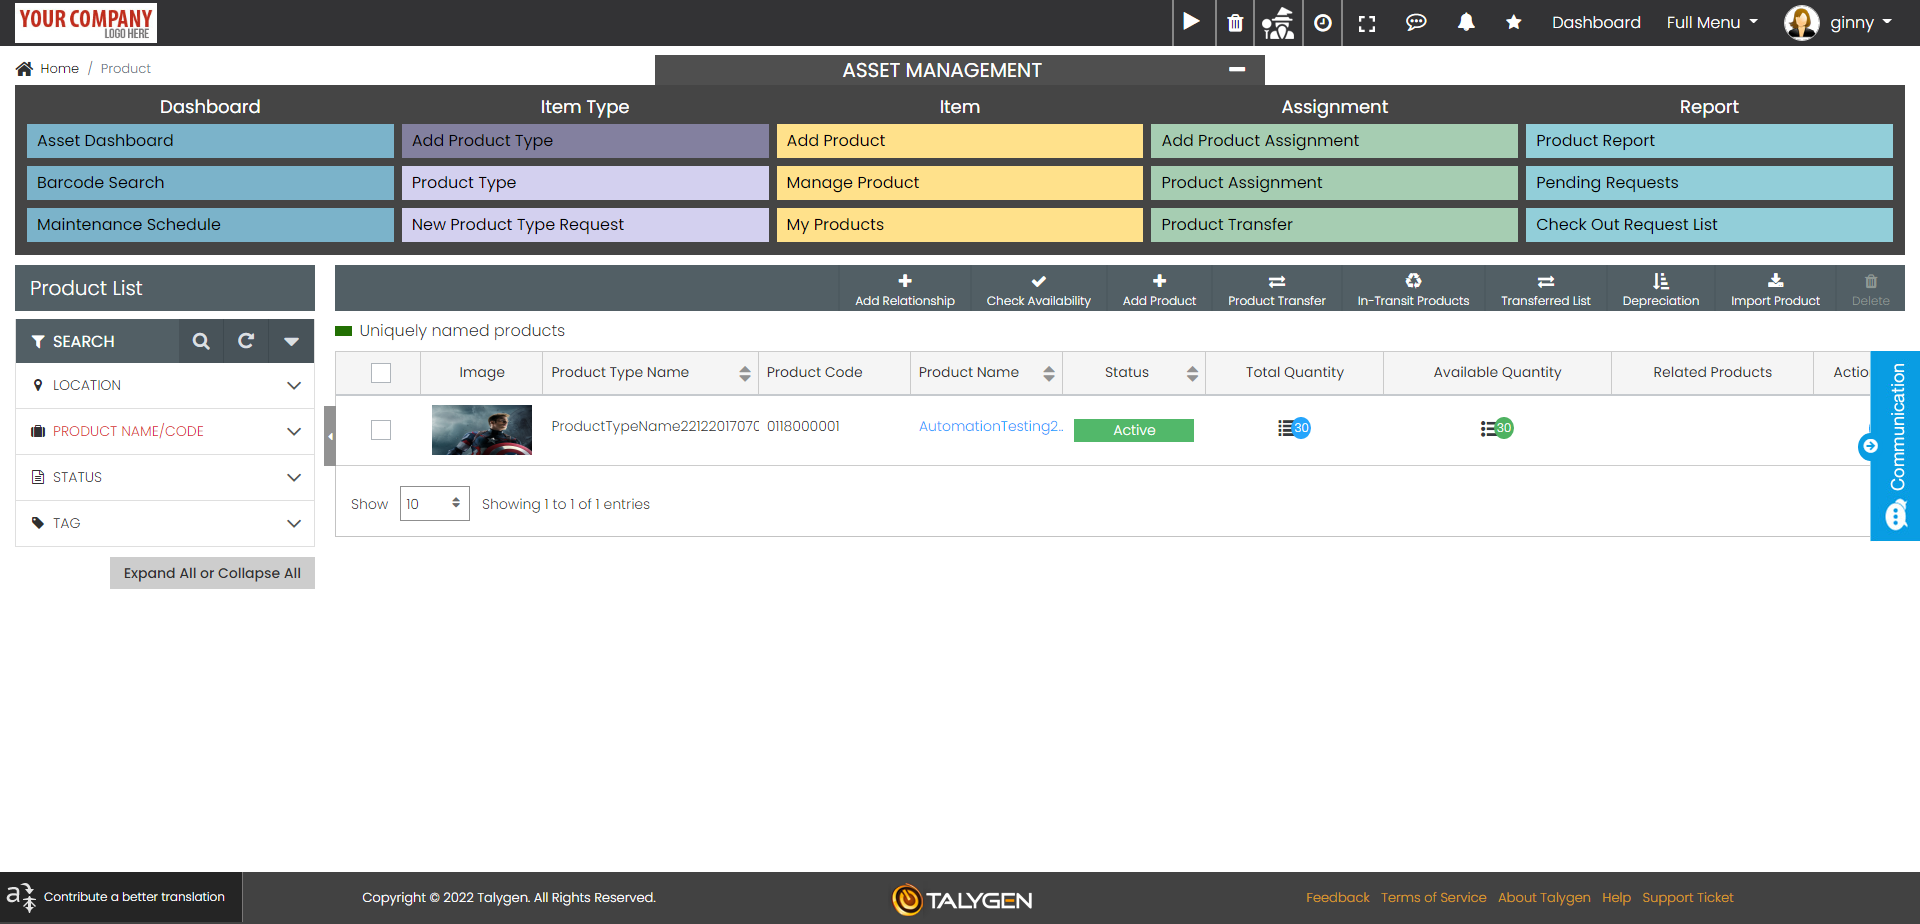 YOUR COMPANY
LOGO HERE
Dashboard
Full Menu
ginny
Home / Product
ASSET MANAGEMENT
Dashboard
Item Type
Item
Assignment
Report
Asset Dashboard
Add Product Type
Add Product
Add Product Assignment
Product Report
Barcode Search
Product Type
Manage Product
Product Assignment
Pending Requests
Maintenance Schedule
New Product Type Request
My Products
Product Transfer
Check Out Request List
Product List
Add Relationship
Check Availability
Add Product
Product Transfer
In-Transit Products
Transferred List
Depreciation
Import Product
Delete
SEARCH
LOCATION
PRODUCT NAME/CODE
STATUS
TAG
Expand All or Collapse All
Uniquely named products
Image
Product Type Name
Product Code
Product Name
Status
Total Quantity
Available Quantity
Related Products
Actio
ProductTypeName2212201707C
0118000001
AutomationTesting2..
Active
30
30
Show 10 Showing 1 to 1 of 1 entries
Communication
Contribute a better translation
Copyright © 2022 Talygen. All Rights Reserved.
TALYGEN
Feedback Terms of Service About Talygen Help Support Ticket